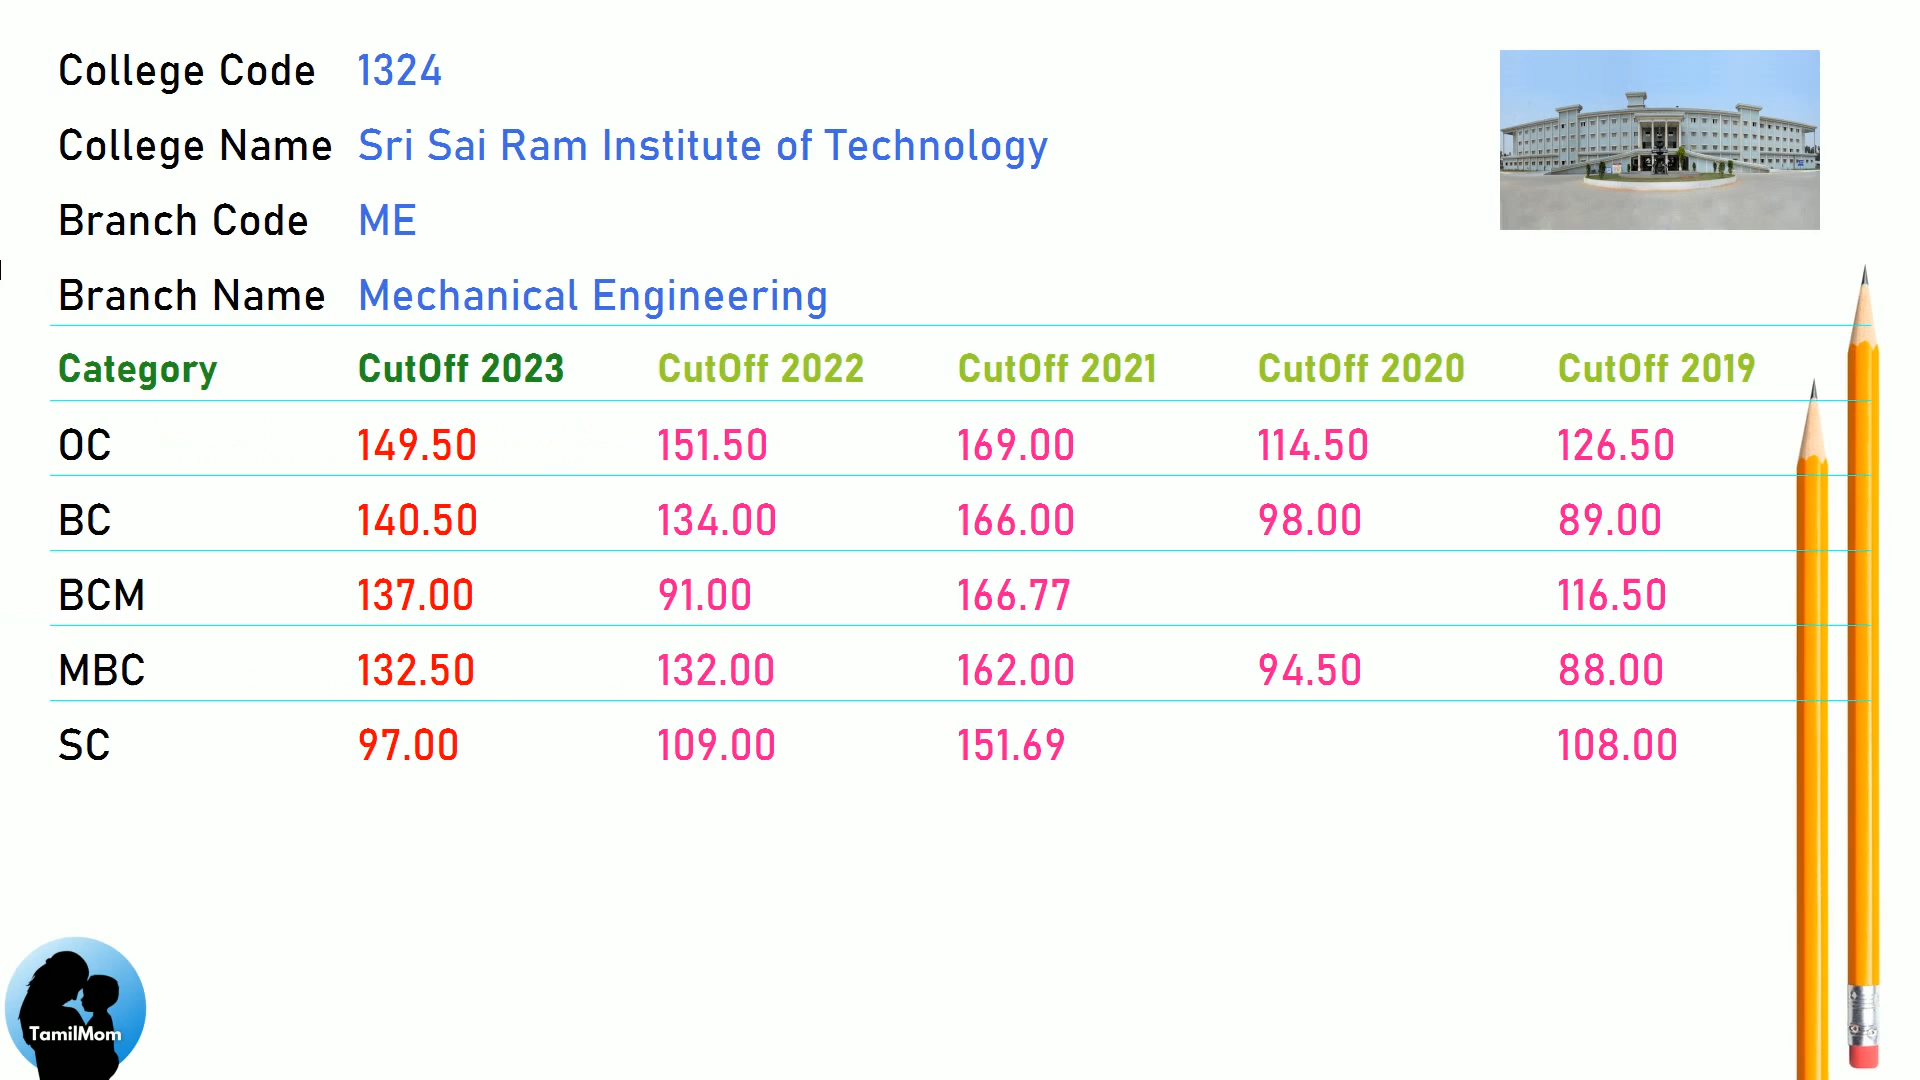 College Code 1324
College Name Sri Sai Ram Institute of Technology
Branch Code ME
Branch Name Mechanical Engineering
Category CutOff 2023 CutOff 2022 CutOff 2021 CutOff 2020 CutOff 2019
OC 149.50 151.50 169.00 114.50 126.50
BC 140.50 134.00 166.00 98.00 89.00
BCM 137.00 91.00 166.77 116.50
MBC 132.50 132.00 162.00 94.50 88.00
SC 97.00 109.00 151.69 108.00
TamilMom